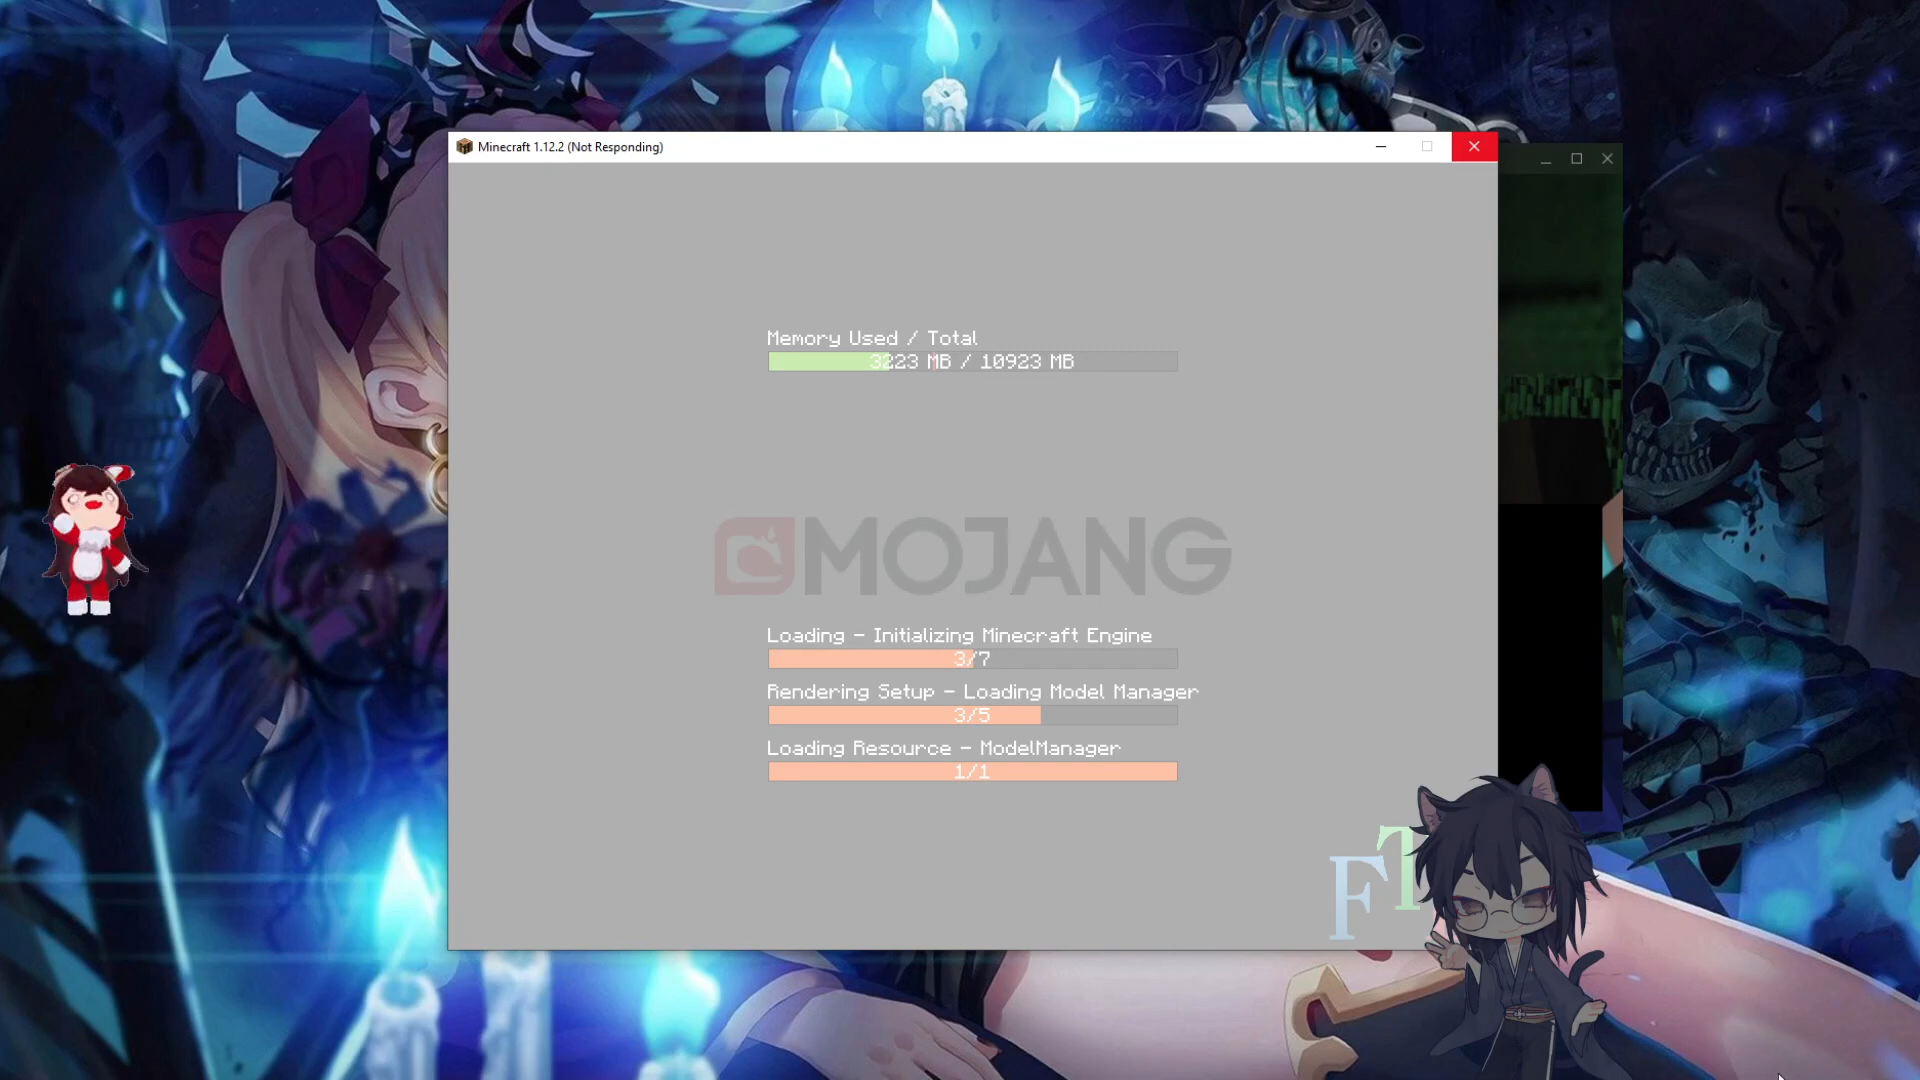 Minecraft 1.12.2 (Not Responding)
Memory Used / Total
3223 MB / 10923 MB
MOJANG
Loading - Initializing Minecraft Engine
3/7
Rendering Setup - Loading Model Manager
3/5
Loading Resource - ModelManager
1/1
FT